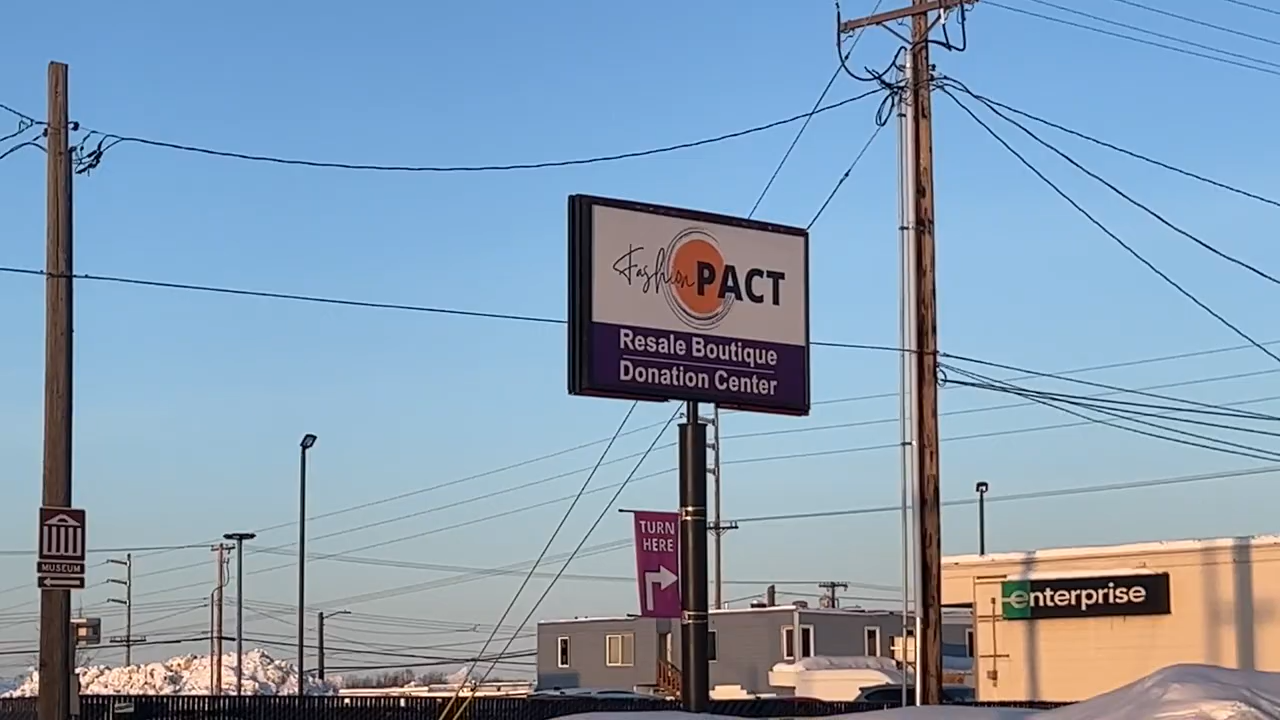 Fashion PACT
Resale Boutique
Donation Center
TURN
HERE
MUSEUM
enterprise